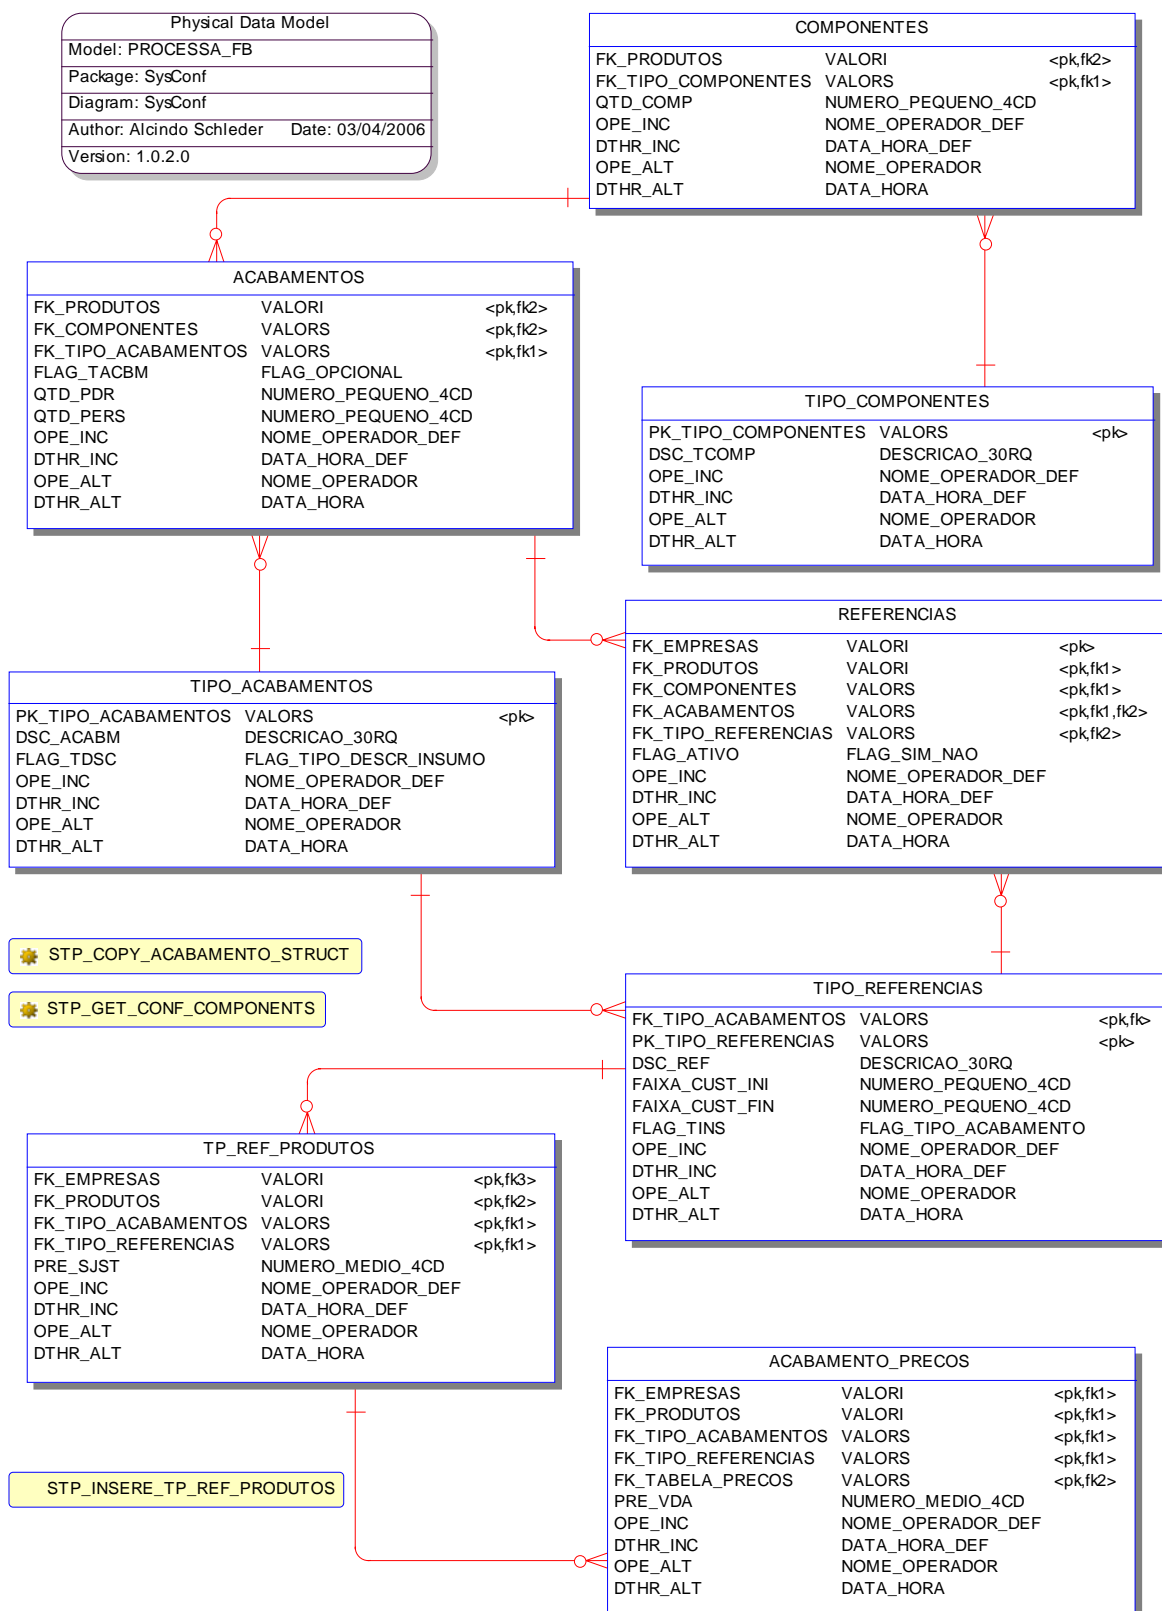 Physical Data Model
Model: PROCESSA_FB
Package: SysConf
Diagram: SysConf
Author: Alcindo Schleder Date: 03/04/2006
Version: 1.0.2.0
COMPONENTES
FK_PRODUTOS VALORI <pk,fk2>
FK_TIPO_COMPONENTES VALORS <pk,fk1>
QTD_COMP NUMERO_PEQUENO_4CD
OPE_INC NOME_OPERADOR_DEF
DTHR_INC DATA_HORA_DEF
OPE_ALT NOME_OPERADOR
DTHR_ALT DATA_HORA
ACABAMENTOS
FK_PRODUTOS VALORI <pk,fk2>
FK_COMPONENTES VALORS <pk,fk2>
FK_TIPO_ACABAMENTOS VALORS <pk,fk1>
FLAG_TACBM FLAG_OPCIONAL
QTD_PDR NUMERO_PEQUENO_4CD
QTD_PERS NUMERO_PEQUENO_4CD
OPE_INC NOME_OPERADOR_DEF
DTHR_INC DATA_HORA_DEF
OPE_ALT NOME_OPERADOR
DTHR_ALT DATA_HORA
TIPO_COMPONENTES
PK_TIPO_COMPONENTES VALORS <pk>
DSC_TCOMP DESCRICAO_30RQ
OPE_INC NOME_OPERADOR_DEF
DTHR_INC DATA_HORA_DEF
OPE_ALT NOME_OPERADOR
DTHR_ALT DATA_HORA
REFERENCIAS
FK_EMPRESAS VALORI <pk>
FK_PRODUTOS VALORI <pk,fk1>
FK_COMPONENTES VALORS <pk,fk1>
FK_ACABAMENTOS VALORS <pk,fk1,fk2>
FK_TIPO_REFERENCIAS VALORS <pk,fk2>
FLAG_ATIVO FLAG_SIM_NAO
OPE_INC NOME_OPERADOR_DEF
DTHR_INC DATA_HORA_DEF
OPE_ALT NOME_OPERADOR
DTHR_ALT DATA_HORA
TIPO_ACABAMENTOS
PK_TIPO_ACABAMENTOS VALORS <pk>
DSC_ACABM DESCRICAO_30RQ
FLAG_TDSC FLAG_TIPO_DESCR_INSUMO
OPE_INC NOME_OPERADOR_DEF
DTHR_INC DATA_HORA_DEF
OPE_ALT NOME_OPERADOR
DTHR_ALT DATA_HORA
STP_COPY_ACABAMENTO_STRUCT
STP_GET_CONF_COMPONENTS
TIPO_REFERENCIAS
FK_TIPO_ACABAMENTOS VALORS <pk,fk>
PK_TIPO_REFERENCIAS VALORS <pk>
DSC_REF DESCRICAO_30RQ
FAIXA_CUST_INI NUMERO_PEQUENO_4CD
FAIXA_CUST_FIN NUMERO_PEQUENO_4CD
FLAG_TINS FLAG_TIPO_ACABAMENTO
OPE_INC NOME_OPERADOR_DEF
DTHR_INC DATA_HORA_DEF
OPE_ALT NOME_OPERADOR
DTHR_ALT DATA_HORA
TP_REF_PRODUTOS
FK_EMPRESAS VALORI <pk,fk3>
FK_PRODUTOS VALORI <pk,fk2>
FK_TIPO_ACABAMENTOS VALORS <pk,fk1>
FK_TIPO_REFERENCIAS VALORS <pk,fk1>
PRE_SJST NUMERO_MEDIO_4CD
OPE_INC NOME_OPERADOR_DEF
DTHR_INC DATA_HORA_DEF
OPE_ALT NOME_OPERADOR
DTHR_ALT DATA_HORA
STP_INSERE_TP_REF_PRODUTOS
ACABAMENTO_PRECOS
FK_EMPRESAS VALORI <pk,fk1>
FK_PRODUTOS VALORI <pk,fk1>
FK_TIPO_ACABAMENTOS VALORS <pk,fk1>
FK_TIPO_REFERENCIAS VALORS <pk,fk1>
FK_TABELA_PRECOS VALORS <pk,fk2>
PRE_VDA NUMERO_MEDIO_4CD
OPE_INC NOME_OPERADOR_DEF
DTHR_INC DATA_HORA_DEF
OPE_ALT NOME_OPERADOR
DTHR_ALT DATA_HORA